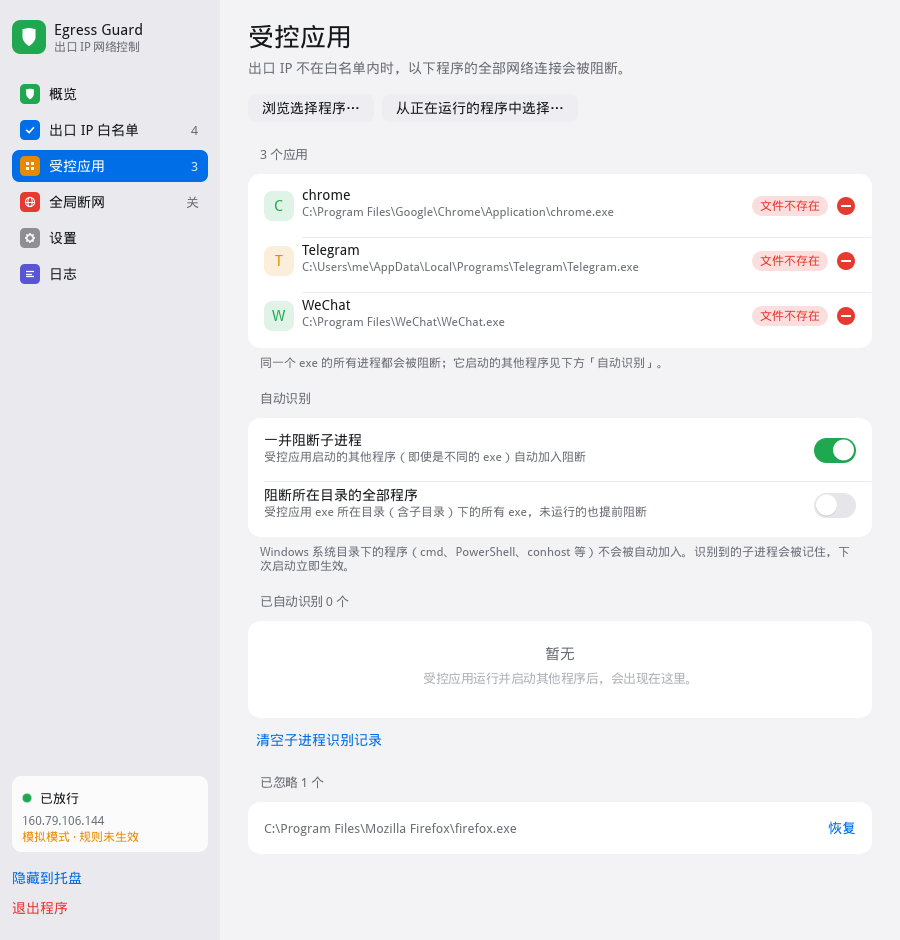 Egress Guard
出口 IP 网络控制
概览
出口 IP 白名单 4
受控应用 3
全局断网 关
设置
日志
已放行
160.79.106.144
模拟模式 · 规则未生效
隐藏到托盘
退出程序
受控应用
出口 IP 不在白名单内时，以下程序的全部网络连接会被阻断。
浏览选择程序… 从正在运行的程序中选择…
3 个应用
C chrome
C:\Program Files\Google\Chrome\Application\chrome.exe
文件不存在
T Telegram
C:\Users\me\AppData\Local\Programs\Telegram\Telegram.exe
文件不存在
W WeChat
C:\Program Files\WeChat\WeChat.exe
文件不存在
同一个 exe 的所有进程都会被阻断；它启动的其他程序见下方「自动识别」。
自动识别
一并阻断子进程
受控应用启动的其他程序（即使是不同的 exe）自动加入阻断
阻断所在目录的全部程序
受控应用 exe 所在目录（含子目录）下的所有 exe，未运行的也提前阻断
Windows 系统目录下的程序（cmd、PowerShell、conhost 等）不会被自动加入。识别到的子进程会被记住，下
次启动立即生效。
已自动识别 0 个
暂无
受控应用运行并启动其他程序后，会出现在这里。
清空子进程识别记录
已忽略 1 个
C:\Program Files\Mozilla Firefox\firefox.exe 恢复